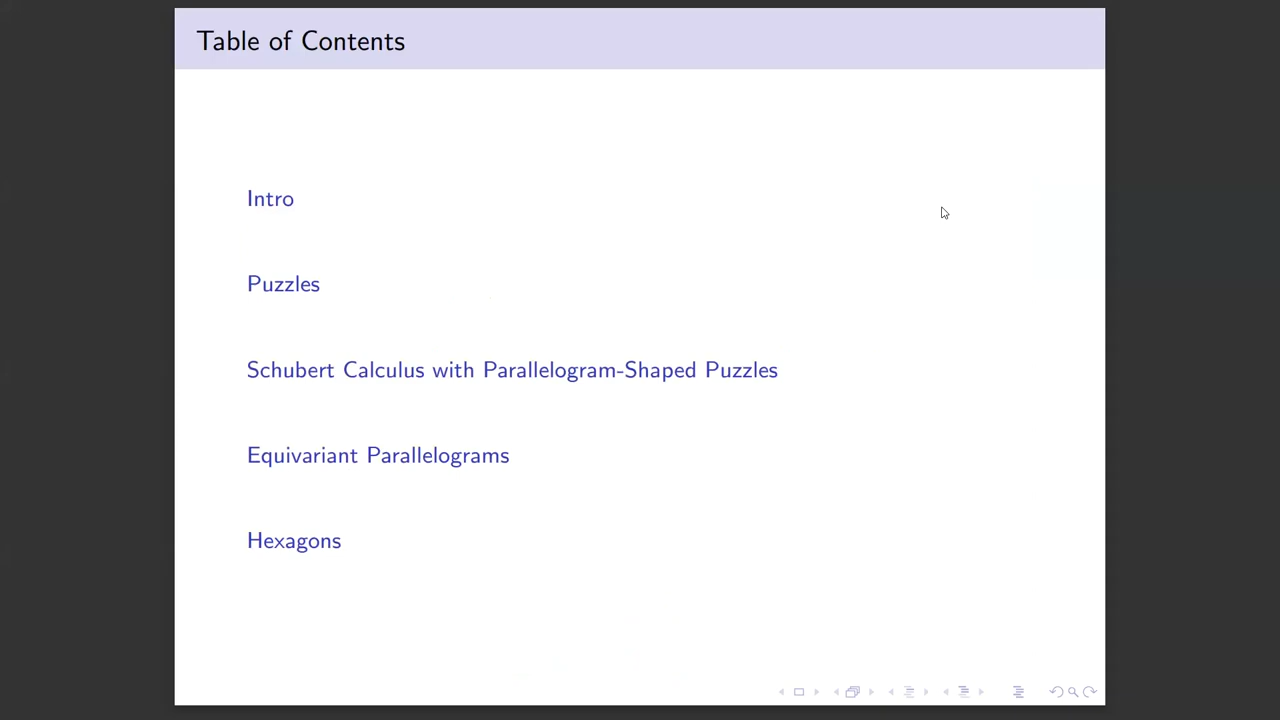 Table of Contents
Intro
Puzzles
Schubert Calculus with Parallelogram-Shaped Puzzles
Equivariant Parallelograms
Hexagons